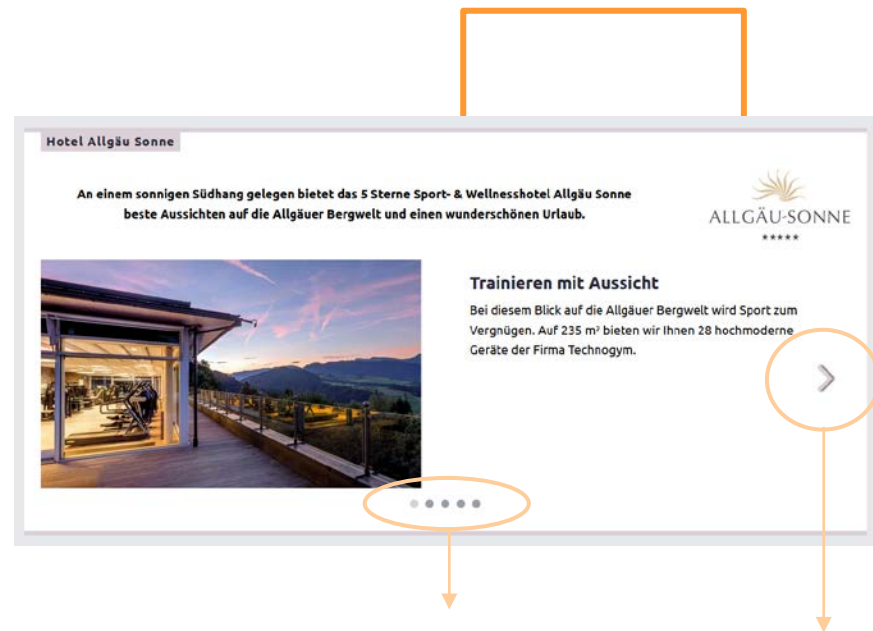 Hotel Allgäu Sonne
An einem sonnigen Südhang gelegen bietet das 5 Sterne Sport- & Wellnesshotel Allgäu Sonne
beste Aussichten auf die Allgäuer Bergwelt und einen wunderschönen Urlaub.
ALLGÄU-SONNE
★★★★★
Trainieren mit Aussicht
Bei diesem Blick auf die Allgäuer Bergwelt wird Sport zum
Vergnügen. Auf 235 m² bieten wir Ihnen 28 hochmoderne
Geräte der Firma Technogym.